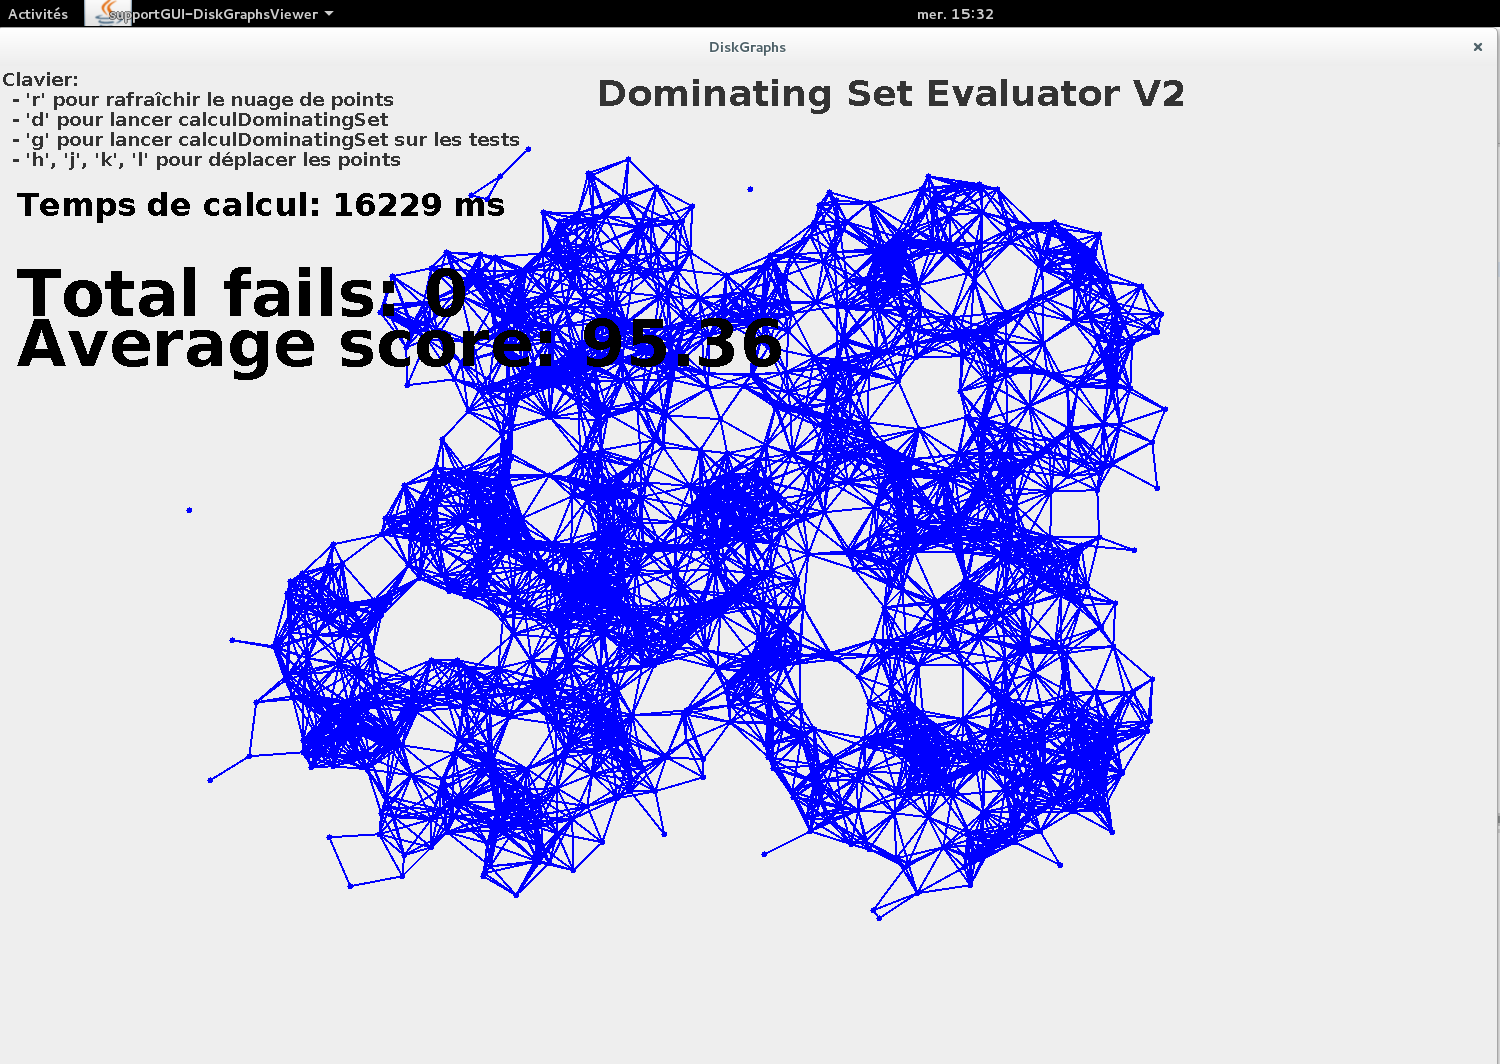 Activités supportGUI-DiskGraphsViewer mer. 15:32
DiskGraphs
Clavier:
- 'r' pour rafraîchir le nuage de points
- 'd' pour lancer calculDominatingSet
- 'g' pour lancer calculDominatingSet sur les tests
- 'h', 'j', 'k', 'l' pour déplacer les points
Dominating Set Evaluator V2
Temps de calcul: 16229 ms
Total fails: 0
Average score: 95.36